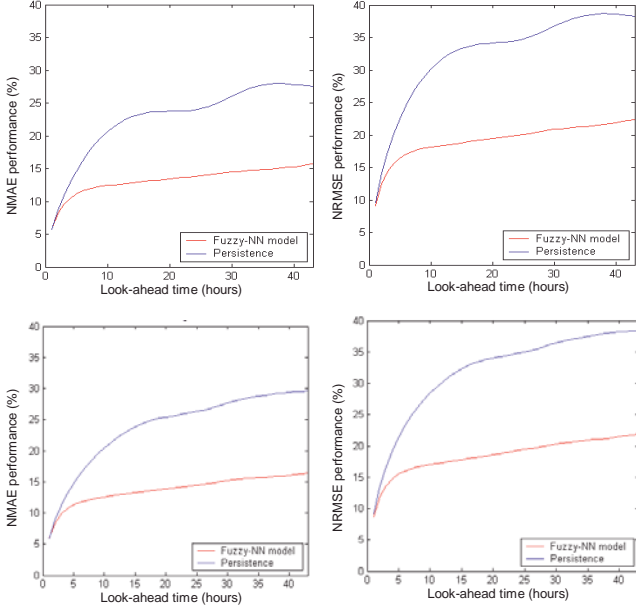 40
35
30
25
20
15
10
5
0
NMAE performance (%)
Fuzzy-NN model
Persistence
0 10 20 30 40
Look-ahead time (hours)
40
35
30
25
20
15
10
5
0
NRMSE performance (%)
Fuzzy-NN model
Persistence
0 10 20 30 40
Look-ahead time (hours)
40
35
30
25
20
15
10
5
0
NMAE performance (%)
Fuzzy-NN model
Persistence
0 5 10 15 20 25 30 35 40
Look-ahead time (hours)
40
35
30
25
20
15
10
5
0
NRMSE performance (%)
Fuzzy-NN model
Persistence
0 5 10 15 20 25 30 35 40
Look-ahead time (hours)